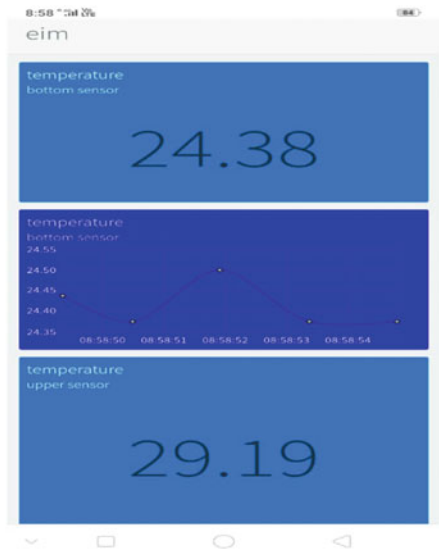 8:58
84
eim
temperature
bottom sensor
24.38
temperature
bottom sensor
24.55
24.50
24.45
24.40
24.35
08:58:50 08:58:51 08:58:52 08:58:53 08:58:54
temperature
upper sensor
29.19